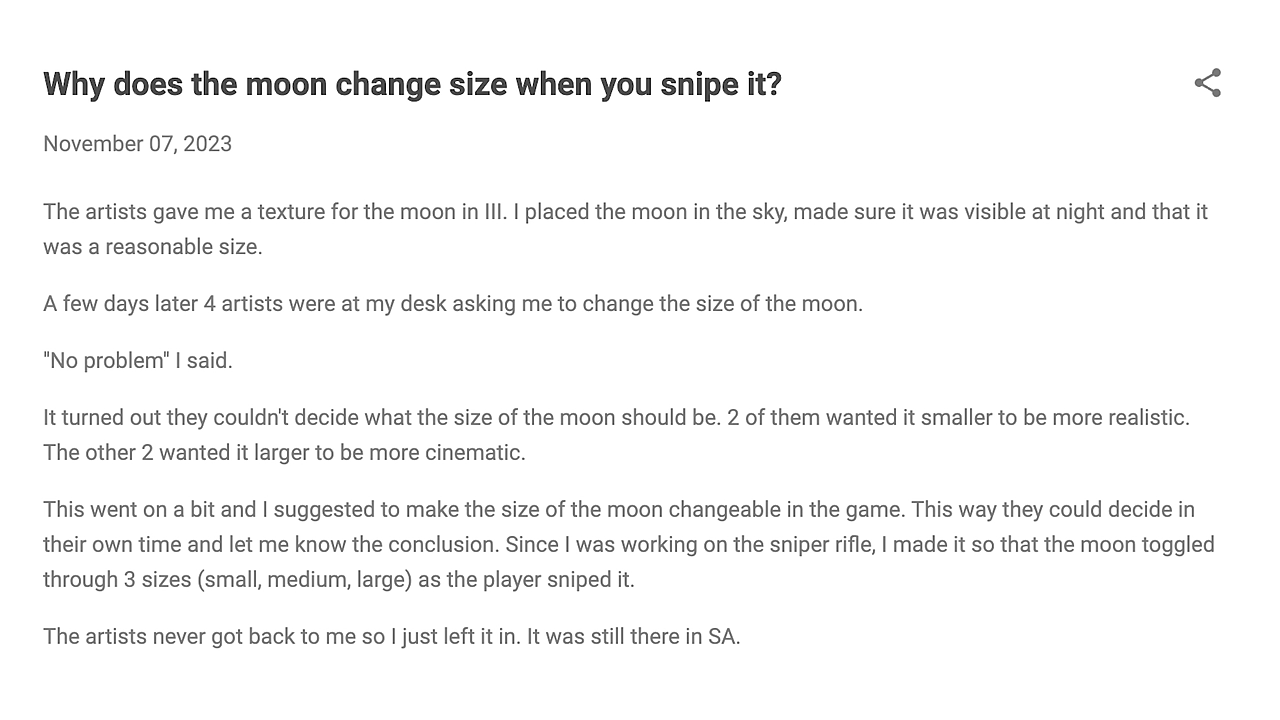 Why does the moon change size when you snipe it?
November 07, 2023
The artists gave me a texture for the moon in III. I placed the moon in the sky, made sure it was visible at night and that it
was a reasonable size.
A few days later 4 artists were at my desk asking me to change the size of the moon.
"No problem" I said.
It turned out they couldn't decide what the size of the moon should be. 2 of them wanted it smaller to be more realistic.
The other 2 wanted it larger to be more cinematic.
This went on a bit and I suggested to make the size of the moon changeable in the game. This way they could decide in
their own time and let me know the conclusion. Since I was working on the sniper rifle, I made it so that the moon toggled
through 3 sizes (small, medium, large) as the player sniped it.
The artists never got back to me so I just left it in. It was still there in SA.